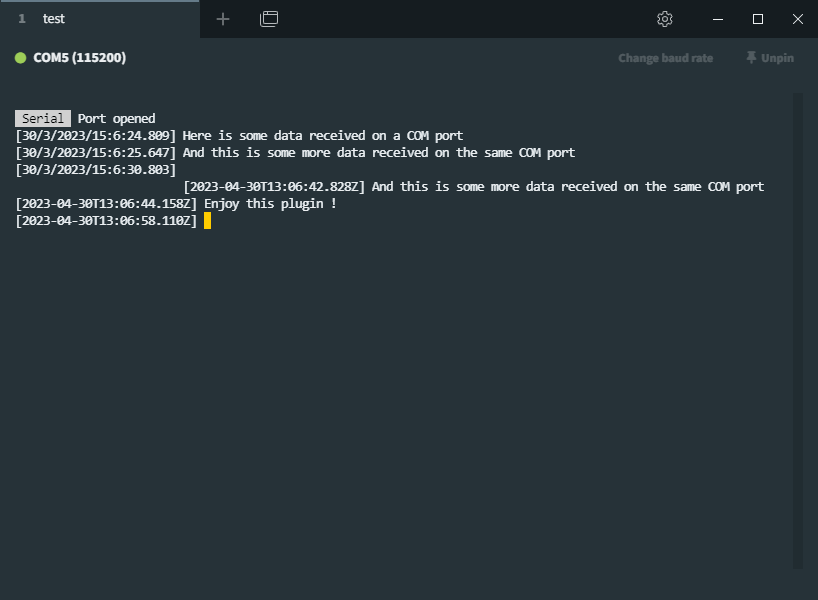 1 test
COM5 (115200) Change baud rate Unpin
Serial Port opened
[30/3/2023/15:6:24.809] Here is some data received on a COM port
[30/3/2023/15:6:25.647] And this is some more data received on the same COM port
[30/3/2023/15:6:30.803]
[2023-04-30T13:06:42.828Z] And this is some more data received on the same COM port
[2023-04-30T13:06:44.158Z] Enjoy this plugin !
[2023-04-30T13:06:58.110Z]